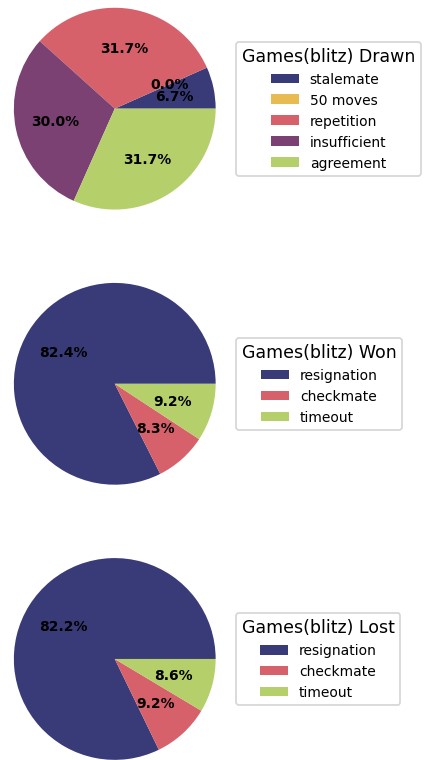 31.7%
0.0%
6.7%
30.0%
31.7%
Games(blitz) Drawn
stalemate
50 moves
repetition
insufficient
agreement
82.4%
9.2%
8.3%
Games(blitz) Won
resignation
checkmate
timeout
82.2%
8.6%
9.2%
Games(blitz) Lost
resignation
checkmate
timeout